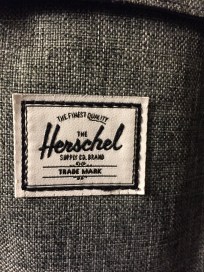 THE FINEST QUALITY
THE
Herschel
SUPPLY CO. BRAND
TRADE MARK